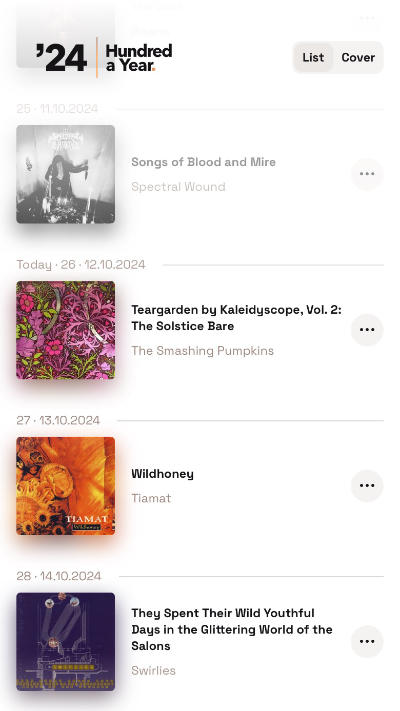 '24
Hundred
a Year.
List
Cover
25 · 11.10.2024
Songs of Blood and Mire
Spectral Wound
Today · 26 · 12.10.2024
Teargarden by Kaleidyscope, Vol. 2:
The Solstice Bare
The Smashing Pumpkins
27 · 13.10.2024
Wildhoney
Tiamat
TIAMAT
Wildhoney
28 · 14.10.2024
They Spent Their Wild Youthful
Days in the Glittering World of the
Salons
Swirlies